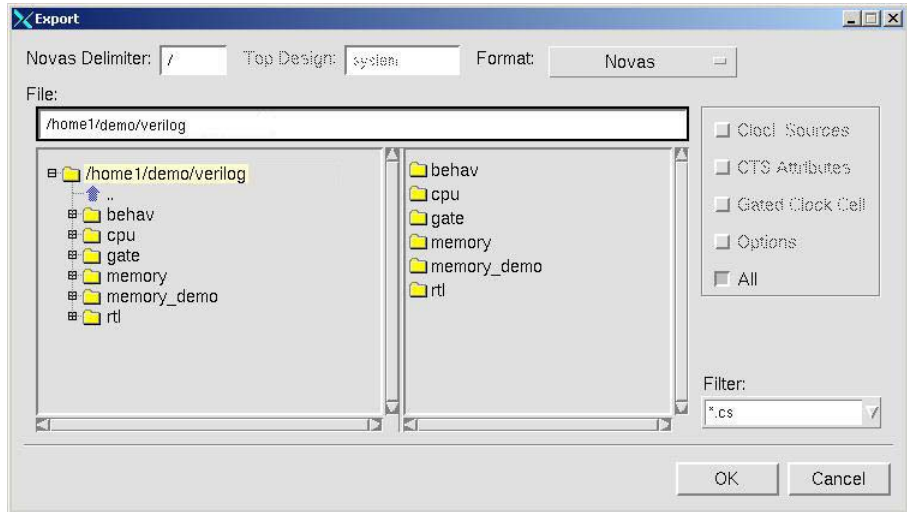 Export
Novas Delimiter: / Top Design: system Format: Novas
File:
/home1/demo/verilog
/home1/demo/verilog
..
behav
cpu
gate
memory
memory_demo
rtl
behav
cpu
gate
memory
memory_demo
rtl
Clock Sources
CTS Attributes
Gated Clock Cell
Options
All
Filter:
*.cs
OK Cancel